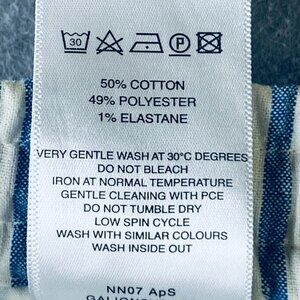 30
P
50% COTTON
49% POLYESTER
1% ELASTANE
VERY GENTLE WASH AT 30°C DEGREES
DO NOT BLEACH
IRON AT NORMAL TEMPERATURE
GENTLE CLEANING WITH PCE
DO NOT TUMBLE DRY
LOW SPIN CYCLE
WASH WITH SIMILAR COLOURS
WASH INSIDE OUT
NN07 ApS